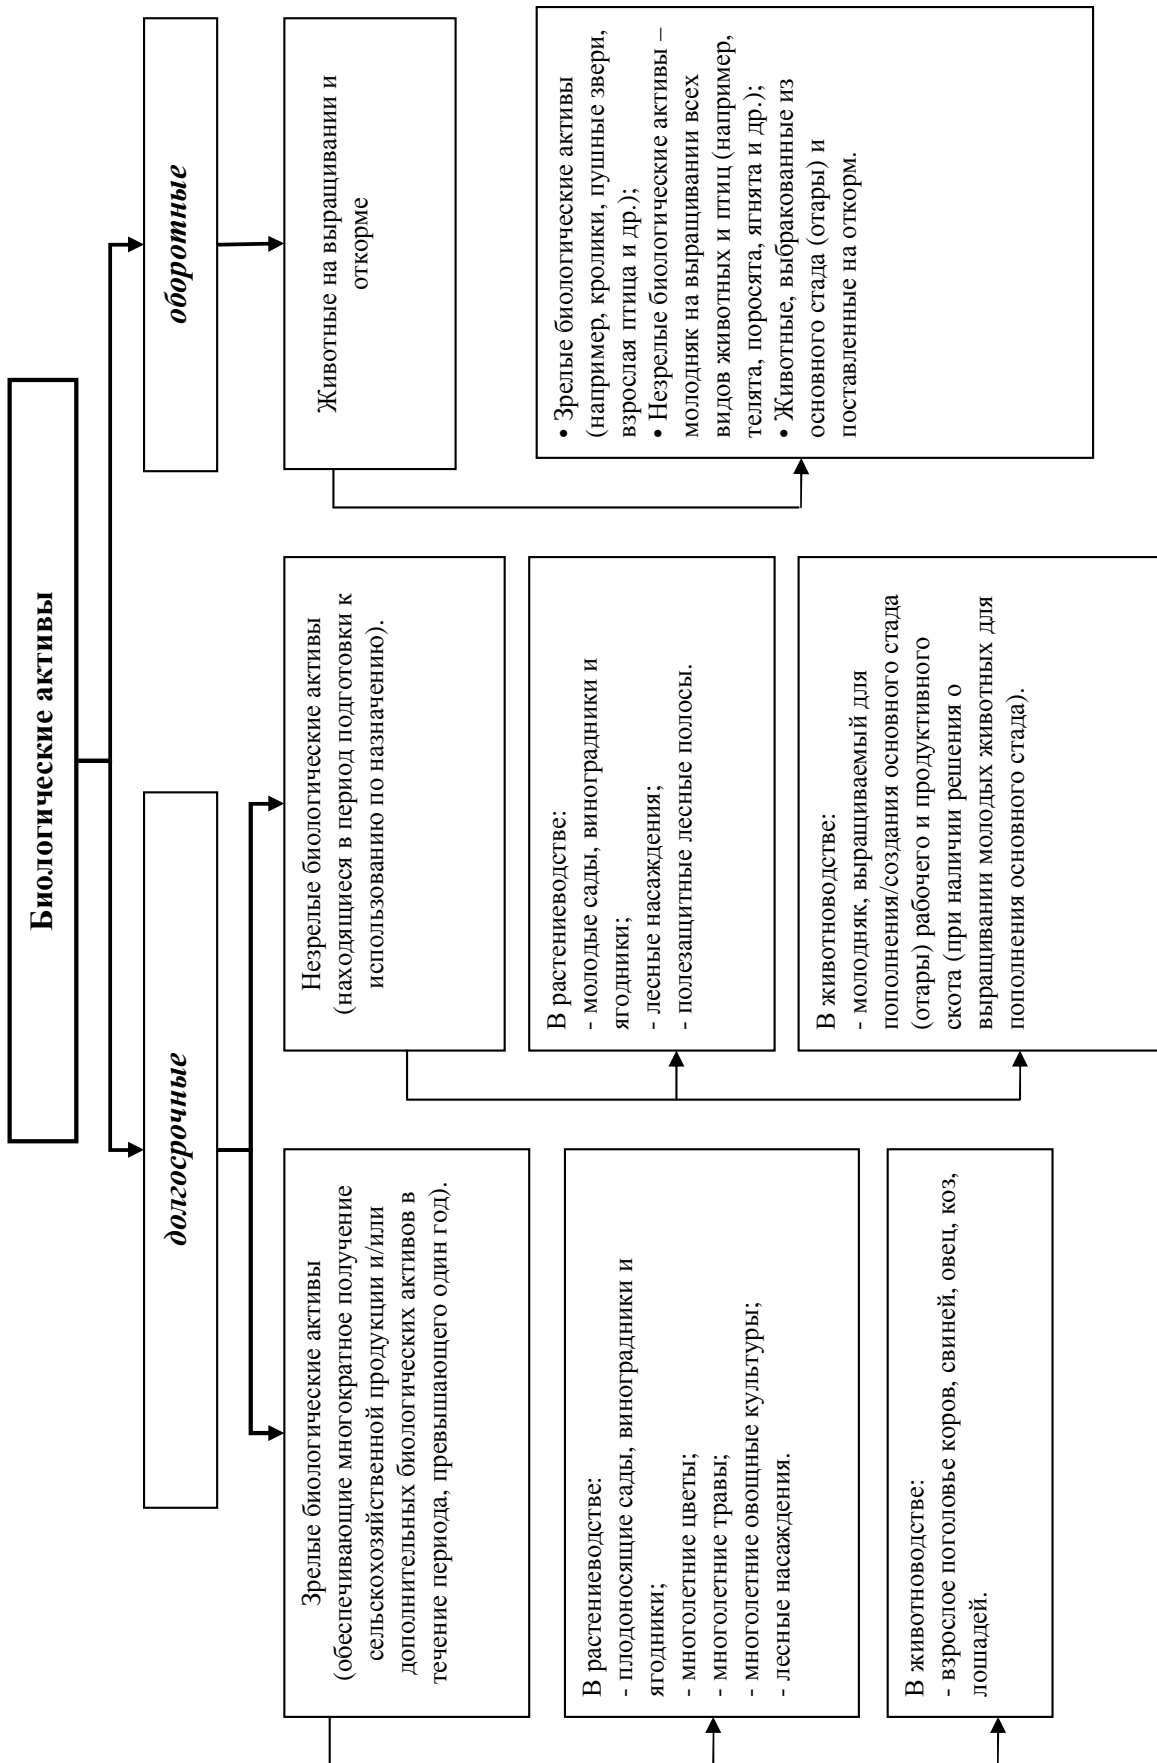 Биологические активы
долгосрочные
оборотные
Зрелые биологические активы
(обеспечивающие многократное получение
сельскохозяйственной продукции и/или
дополнительных биологических активов в
течение периода, превышающего один год).
Незрелые биологические активы
(находящиеся в период подготовки к
использованию по назначению).
Животные на выращивании и
откорме
В растениеводстве:
- плодоносящие сады, виноградники и
ягодники;
- многолетние цветы;
- многолетние травы;
- многолетние овощные культуры;
- лесные насаждения.
В растениеводстве:
- молодые сады, виноградники и
ягодники;
- лесные насаждения;
- полезащитные лесные полосы.
• Зрелые биологические активы
(например, кролики, пушные звери,
взрослая птица и др.);
• Незрелые биологические активы –
молодняк на выращивании всех
видов животных и птиц (например,
телята, поросята, ягнята и др.);
• Животные, выбракованные из
основного стада (отары) и
поставленные на откорм.
В животноводстве:
- взрослое поголовье коров, свиней, овец, коз,
лошадей.
В животноводстве:
- молодняк, выращиваемый для
пополнения/создания основного стада
(отары) рабочего и продуктивного
скота (при наличии решения о
выращивании молодых животных для
пополнения основного стада).